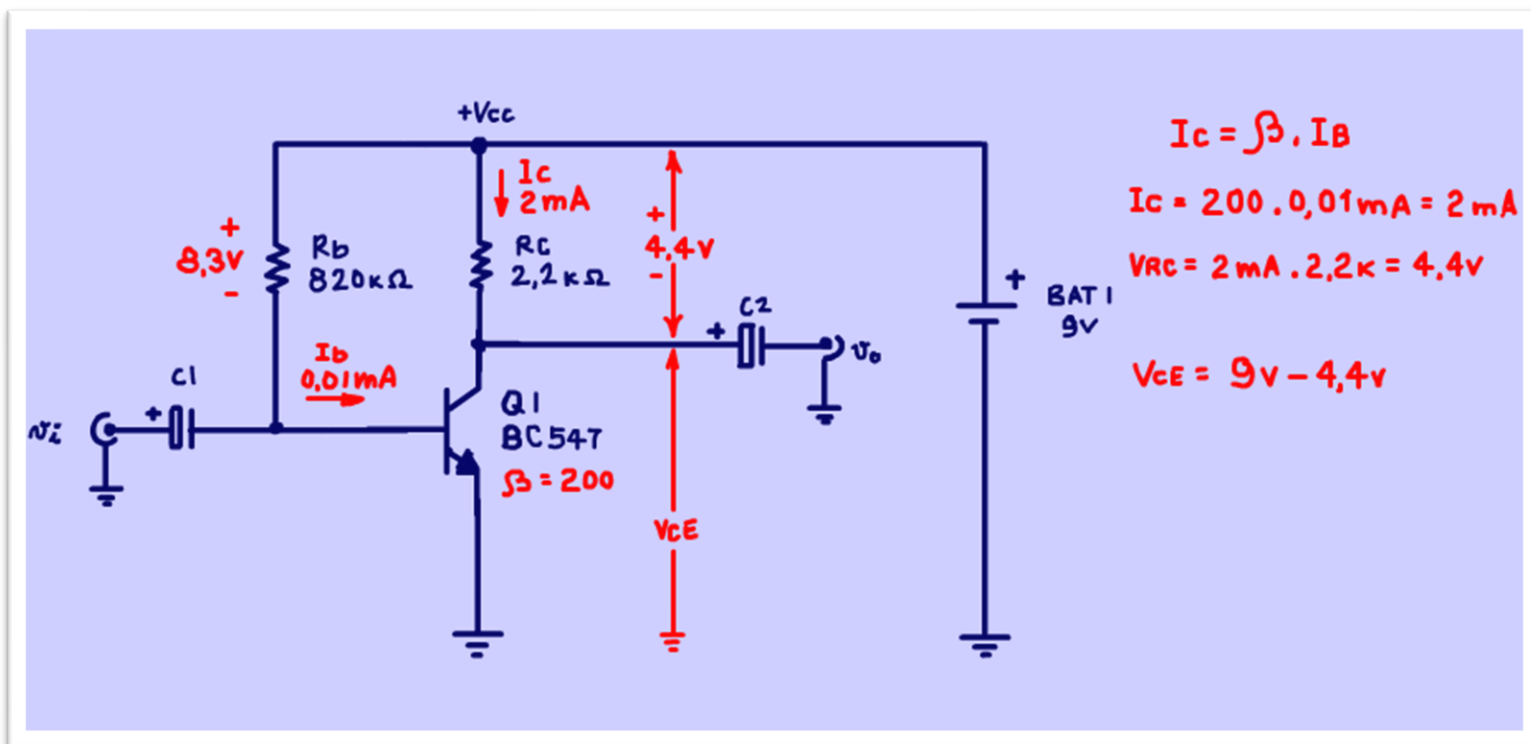 +Vcc
Ic
2mA
+
8,3v
-
Rb
820KΩ
RC
2,2KΩ
+
4,4v
-
Ib
0,01mA
C1
+
vi
Q1
BC547
β = 200
C2
+
vo
VCE
+
BAT1
9V
Ic = β . IB
Ic = 200 . 0,01mA = 2mA
VRC = 2mA . 2,2K = 4,4v
VCE = 9v - 4,4v